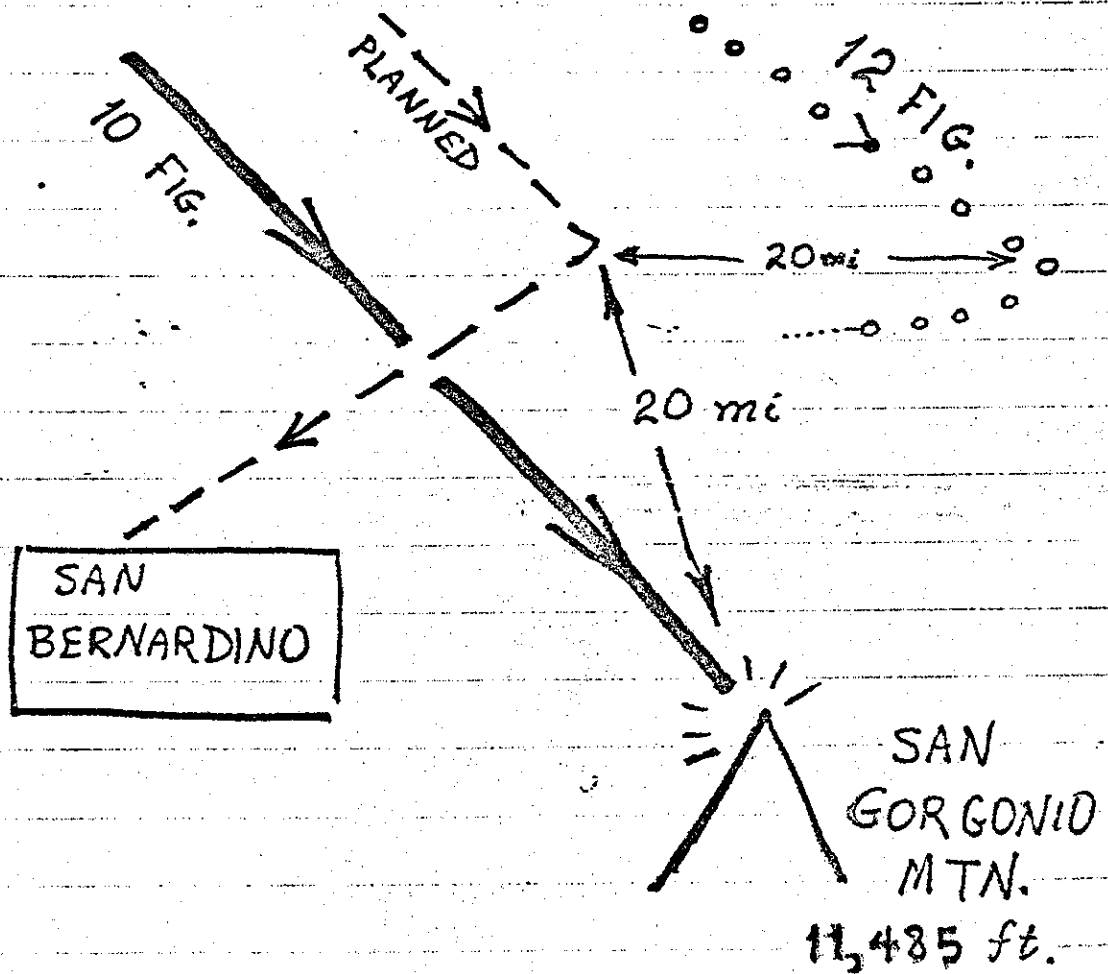 PLANNED
12 FIG.
10 FIG.
20 mi
20 mi
SAN
BERNARDINO
SAN
GORGONIO
MTN.
11,485 ft.